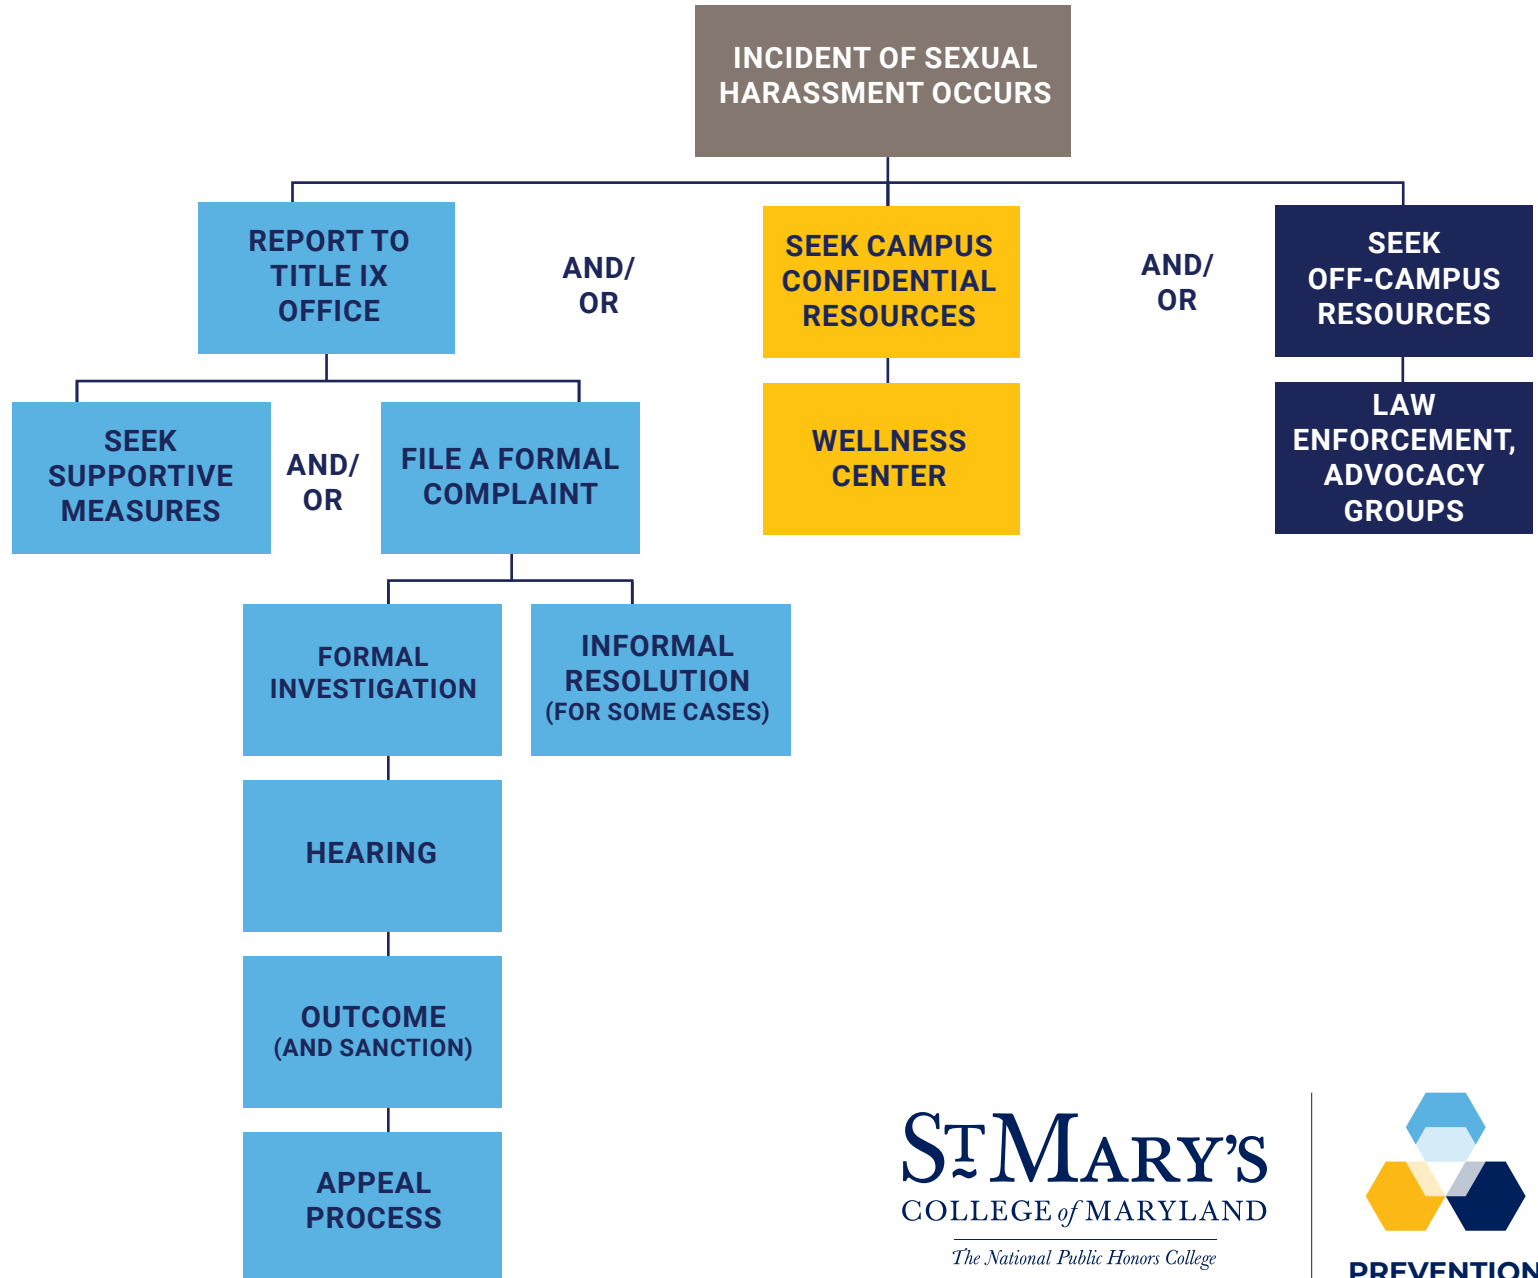 INCIDENT OF SEXUAL
HARASSMENT OCCURS
REPORT TO
TITLE IX
OFFICE
AND/
OR
SEEK CAMPUS
CONFIDENTIAL
RESOURCES
AND/
OR
SEEK
OFF-CAMPUS
RESOURCES
SEEK
SUPPORTIVE
MEASURES
AND/
OR
FILE A FORMAL
COMPLAINT
WELLNESS
CENTER
LAW
ENFORCEMENT,
ADVOCACY
GROUPS
FORMAL
INVESTIGATION
INFORMAL
RESOLUTION
(FOR SOME CASES)
HEARING
OUTCOME
(AND SANCTION)
APPEAL
PROCESS
ST MARY'S
COLLEGE of MARYLAND
The National Public Honors College
PREVENTION